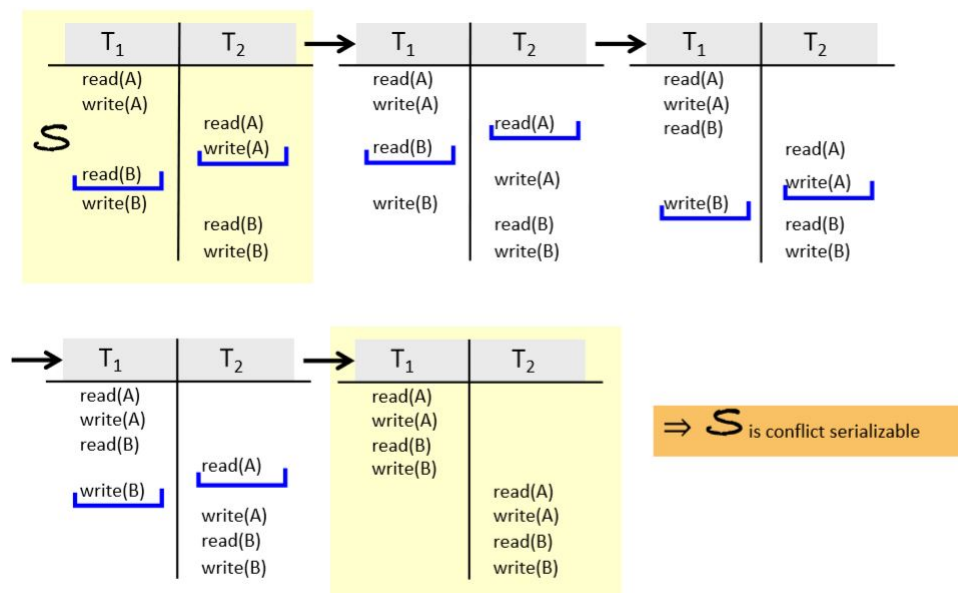 T₁ T₂
read(A)
write(A)
read(A)
write(A)
read(B)
write(B)
read(B)
write(B)
S
T₁ T₂
read(A)
write(A)
read(A)
read(B)
write(A)
write(B)
read(B)
write(B)
T₁ T₂
read(A)
write(A)
read(B)
read(A)
write(A)
write(B)
read(B)
write(B)
T₁ T₂
read(A)
write(A)
read(B)
read(A)
write(B)
write(A)
read(B)
write(B)
T₁ T₂
read(A)
write(A)
read(B)
write(B)
read(A)
write(A)
read(B)
write(B)
⇒ S is conflict serializable